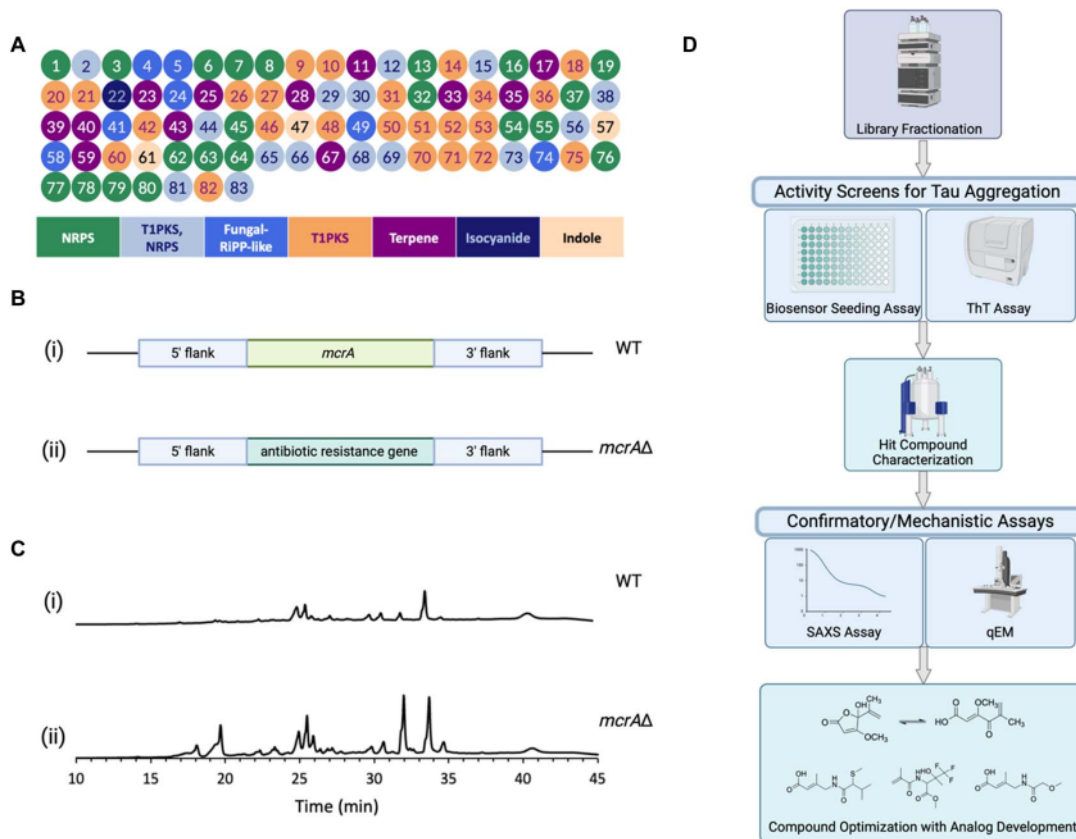 A
1 2 3 4 5 6 7 8 9 10 11 12 13 14 15 16 17 18 19
20 21 22 23 24 25 26 27 28 29 30 31 32 33 34 35 36 37 38
39 40 41 42 43 44 45 46 47 48 49 50 51 52 53 54 55 56 57
58 59 60 61 62 63 64 65 66 67 68 69 70 71 72 73 74 75 76
77 78 79 80 81 82 83
NRPS
T1PKS,
NRPS
Fungal-
RiPP-like
T1PKS
Terpene
Isocyanide
Indole
B
(i) 5' flank mcrA 3' flank WT
(ii) 5' flank antibiotic resistance gene 3' flank mcrAΔ
C
(i) WT
(ii) mcrAΔ
10 15 20 25 30 35 40 45
Time (min)
D
Library Fractionation
Activity Screens for Tau Aggregation
Biosensor Seeding Assay
ThT Assay
Hit Compound
Characterization
Confirmatory/Mechanistic Assays
SAXS Assay
qEM
OH CH₃
O O
OCH₃
HO
O
OCH₃
O
CH₃
Compound Optimization with Analog Development